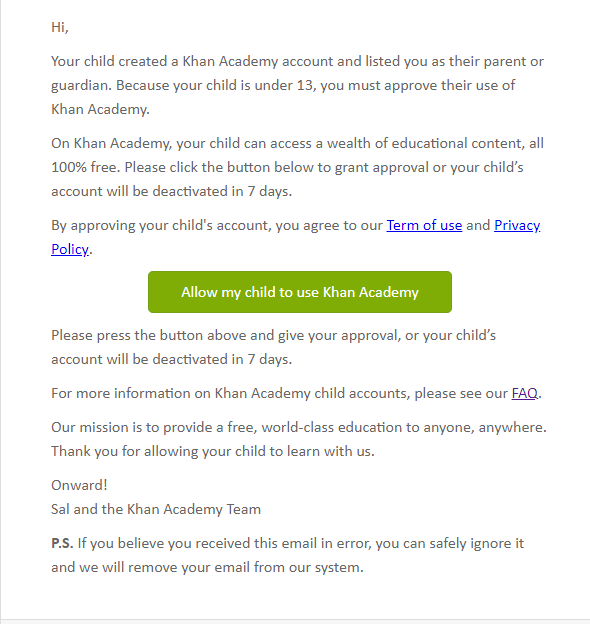 Hi,
Your child created a Khan Academy account and listed you as their parent or
guardian. Because your child is under 13, you must approve their use of
Khan Academy.
On Khan Academy, your child can access a wealth of educational content, all
100% free. Please click the button below to grant approval or your child’s
account will be deactivated in 7 days.
By approving your child's account, you agree to our Term of use and Privacy
Policy.
Allow my child to use Khan Academy
Please press the button above and give your approval, or your child’s
account will be deactivated in 7 days.
For more information on Khan Academy child accounts, please see our FAQ.
Our mission is to provide a free, world-class education to anyone, anywhere.
Thank you for allowing your child to learn with us.
Onward!
Sal and the Khan Academy Team
P.S. If you believe you received this email in error, you can safely ignore it
and we will remove your email from our system.